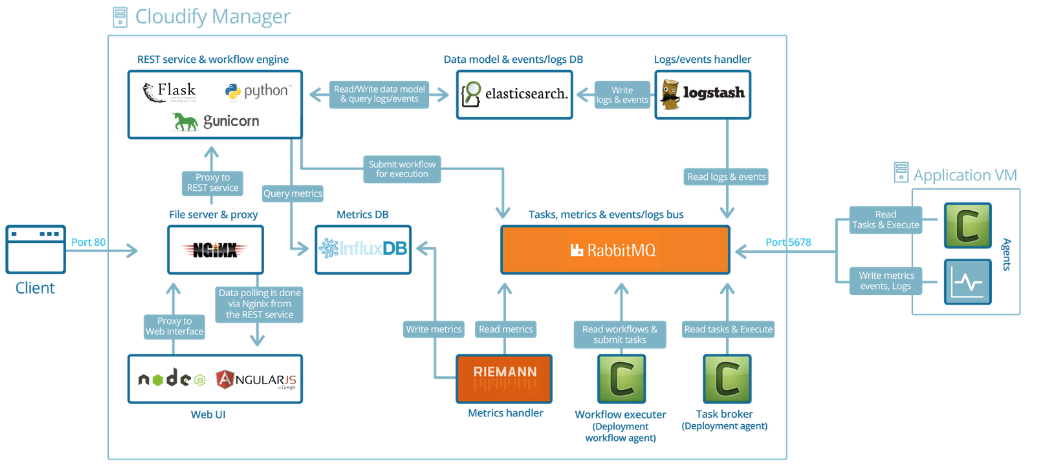 Cloudify Manager
REST service & workflow engine
Data model & events/logs DB
Logs/events handler
Flask
python
gunicorn
Read/Write data model
& query logs/events
elasticsearch.
Write
logs & events
logstash
Proxy to
REST service
Query metrics
Submit workflow
for execution
Read logs & events
Application VM
File server & proxy
Metrics DB
Tasks, metrics & events/logs bus
Read
Tasks & Execute
Port 80
NGINX
influxDB
RabbitMQ
Port 5678
Agents
Client
Write metrics
events, Logs
Data polling is done
via Nginix from
the REST service
Proxy to
Web interface
Write metrics
Read metrics
Read workflows &
submit tasks
Read tasks & Execute
node
JS
ANGULARJS
by Google
RIEMANN
C
C
C
Web UI
Metrics handler
Workflow executer
(Deployment
workflow agent)
Task broker
(Deployment agent)